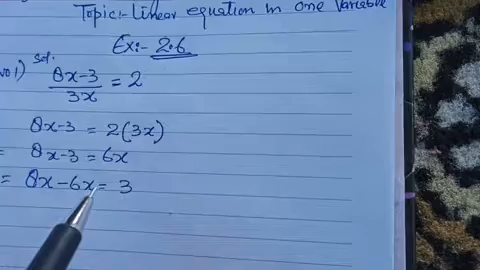 Topic:- Linear equation in one Variable
Ex:- 2.6
no1) Sol.
8x-3/3x = 2
8x-3 = 2(3x)
= 8x-3 = 6x
= 8x-6x = 3